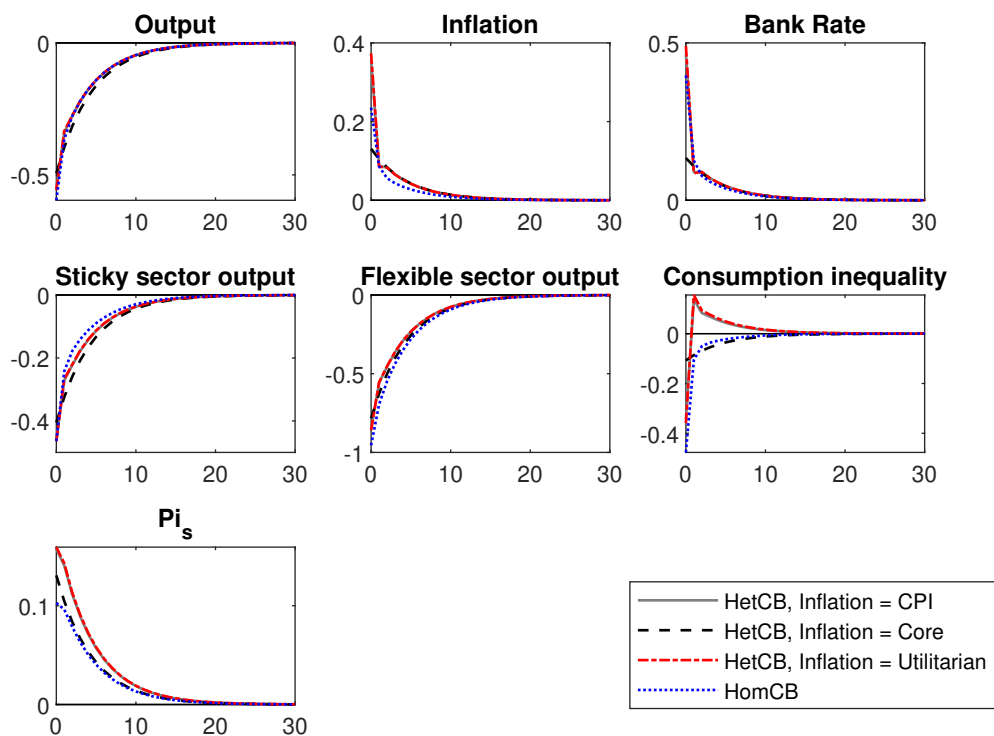 Output
Inflation
Bank Rate
0
-0.5
0 10 20 30
0.4
0.2
0
0 10 20 30
0.5
0
0 10 20 30
Sticky sector output
Flexible sector output
Consumption inequality
0
-0.2
-0.4
0 10 20 30
0
-0.5
-1
0 10 20 30
0
-0.2
-0.4
0 10 20 30
Pi_s
0.1
0
0 10 20 30
HetCB, Inflation = CPI
HetCB, Inflation = Core
HetCB, Inflation = Utilitarian
HomCB